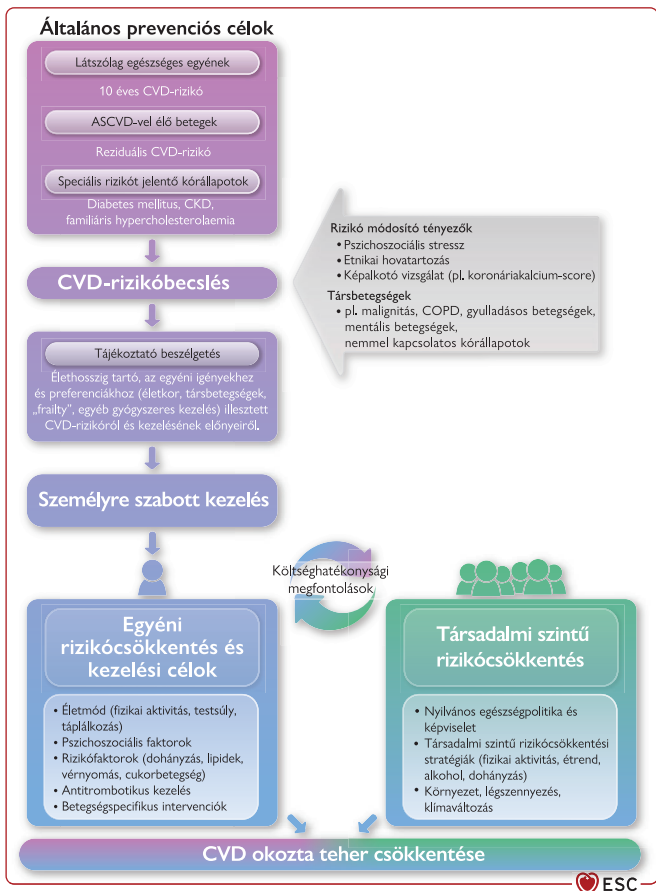 Általános prevenciós célok
Látszólag egészséges egyének
10 éves CVD-rizikó
ASCVD-vel élő betegek
Reziduális CVD-rizikó
Speciális rizikót jelentő kórállapotok
Diabetes mellitus, CKD,
familiáris hypercholesterolaemia
Rizikó módosító tényezők
• Pszichoszociális stressz
• Etnikai hovatartozás
• Képalkotó vizsgálat (pl. koronáriakalcium-score)
Társbetegségek
• pl. malignitás, COPD, gyulladásos betegségek,
mentális betegségek,
nemmel kapcsolatos kórállapotok
CVD-rizikóbecslés
Tájékoztató beszélgetés
Élethosszig tartó, az egyéni igényekhez
és preferenciákhoz (életkor, társbetegségek,
„frailty”, egyéb gyógyszeres kezelés) illesztett
CVD-rizikóról és kezelésének előnyeiről.
Személyre szabott kezelés
Költséghatékonysági
megfontolások
Egyéni
rizikócsökkentés és
kezelési célok
• Életmód (fizikai aktivitás, testsúly,
táplálkozás)
• Pszichoszociális faktorok
• Rizikófaktorok (dohányzás, lipidek,
vérnyomás, cukorbetegség)
• Antitrombotikus kezelés
• Betegségspecifikus intervenciók
Társadalmi szintű
rizikócsökkentés
• Nyilvános egészségpolitika és
képviselet
• Társadalmi szintű rizikócsökkentési
stratégiák (fizikai aktivitás, étrend,
alkohol, dohányzás)
• Környezet, légszennyezés,
klímaváltozás
CVD okozta teher csökkentése
ESC